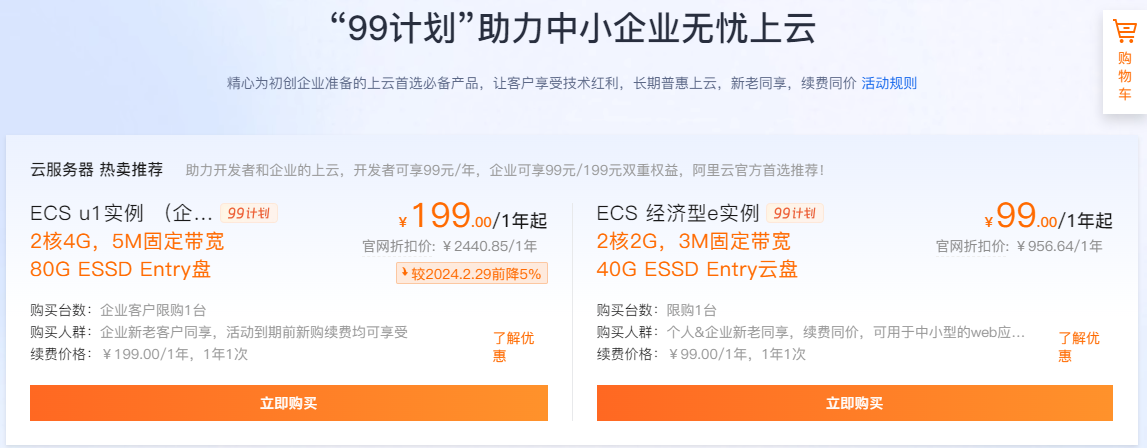 “99计划”助力中小企业无忧上云
精心为初创企业准备的上云首选必备产品，让客户享受技术红利，长期普惠上云，新老同享，续费同价 活动规则
购
物
车
云服务器 热卖推荐 助力开发者和企业的上云，开发者可享99元/年，企业可享99元/199元双重权益，阿里云官方首选推荐！
ECS u1实例 （企... 99计划
¥199.00/1年起
2核4G，5M固定带宽
官网折扣价: ¥2440.85/1年
80G ESSD Entry盘
较2024.2.29前降5%
购买台数： 企业客户限购1台
购买人群： 企业新老客户同享，活动到期前新购续费均可享受
续费价格： ¥199.00/1年，1年1次
了解优
惠
立即购买
ECS 经济型e实例 99计划
¥99.00/1年起
2核2G，3M固定带宽
官网折扣价: ¥956.64/1年
40G ESSD Entry云盘
购买台数： 限购1台
购买人群： 个人&企业新老同享，续费同价，可用于中小型的web应...
续费价格： ¥99.00/1年，1年1次
了解优
惠
立即购买